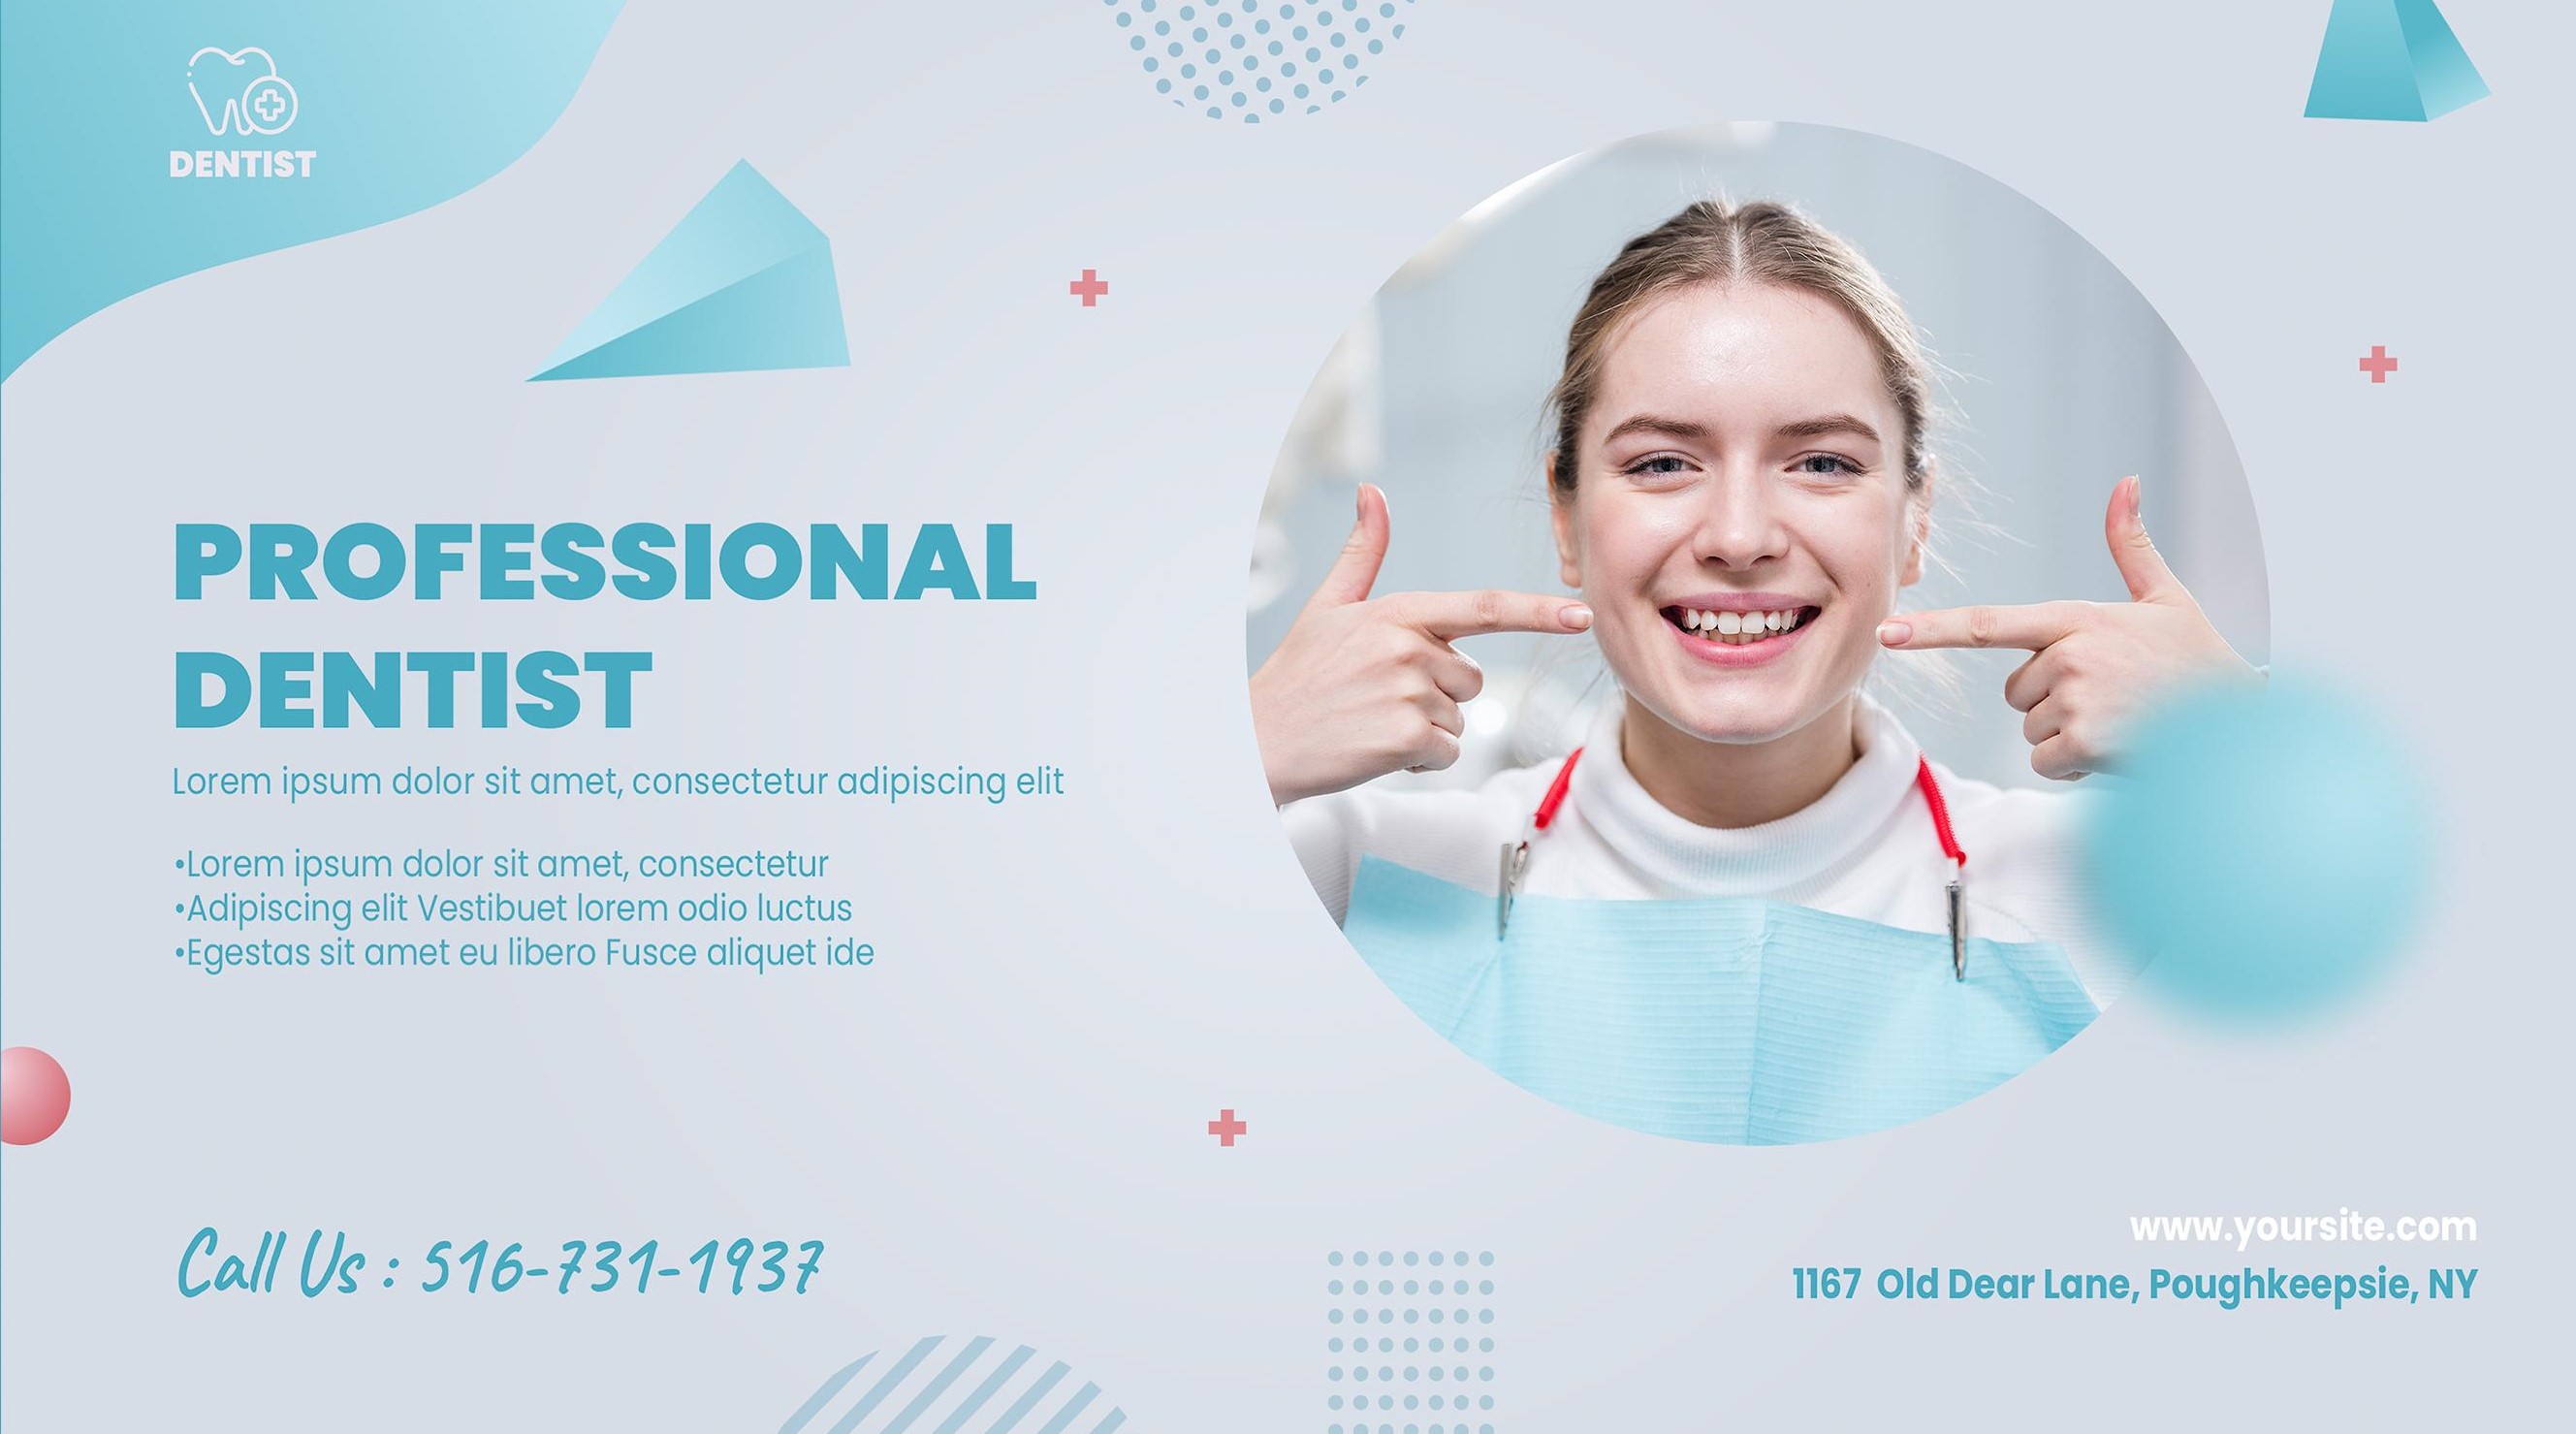 DENTIST
PROFESSIONAL
DENTIST
Lorem ipsum dolor sit amet, consectetur adipiscing elit
•Lorem ipsum dolor sit amet, consectetur
•Adipiscing elit Vestibuet lorem odio luctus
•Egestas sit amet eu libero Fusce aliquet ide
Call Us : 516-731-1937
www.yoursite.com
1167 Old Dear Lane, Poughkeepsie, NY